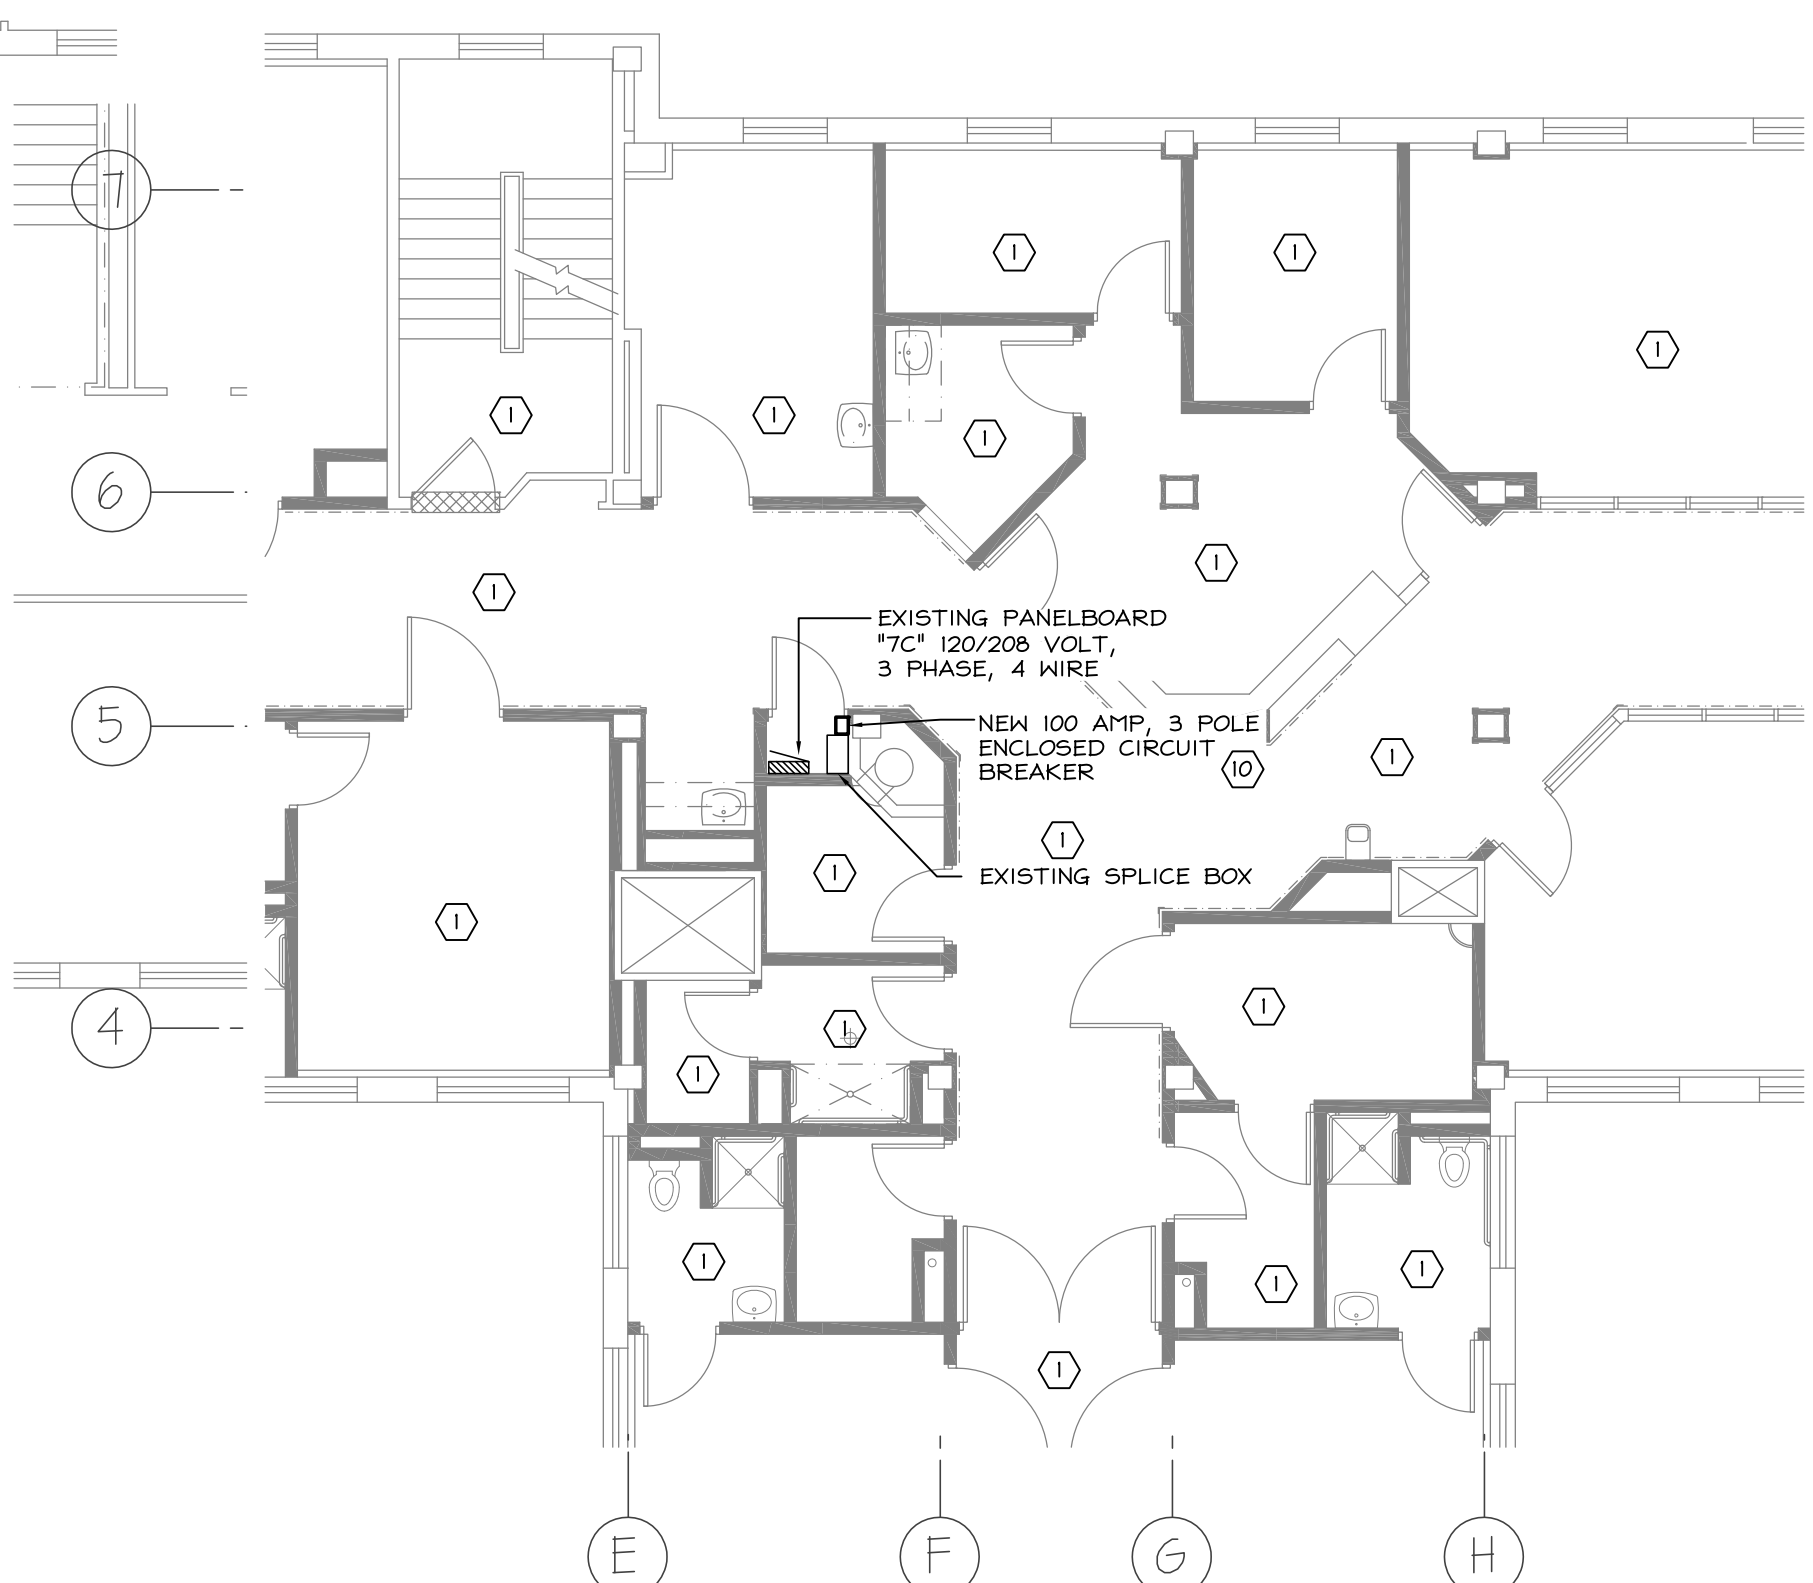 7
1
1
1
1
1
1
6
1
1
EXISTING PANELBOARD
"7C" 120/208 VOLT,
3 PHASE, 4 WIRE
5
NEW 100 AMP, 3 POLE
ENCLOSED CIRCUIT
BREAKER
10
1
1
1
EXISTING SPLICE BOX
1
1
4
1
1
1
1
1
1
1
E
F
G
H